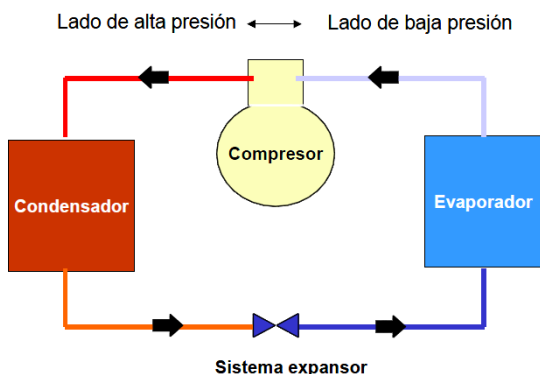 Lado de alta presión
Lado de baja presión
Compresor
Condensador
Evaporador
Sistema expansor